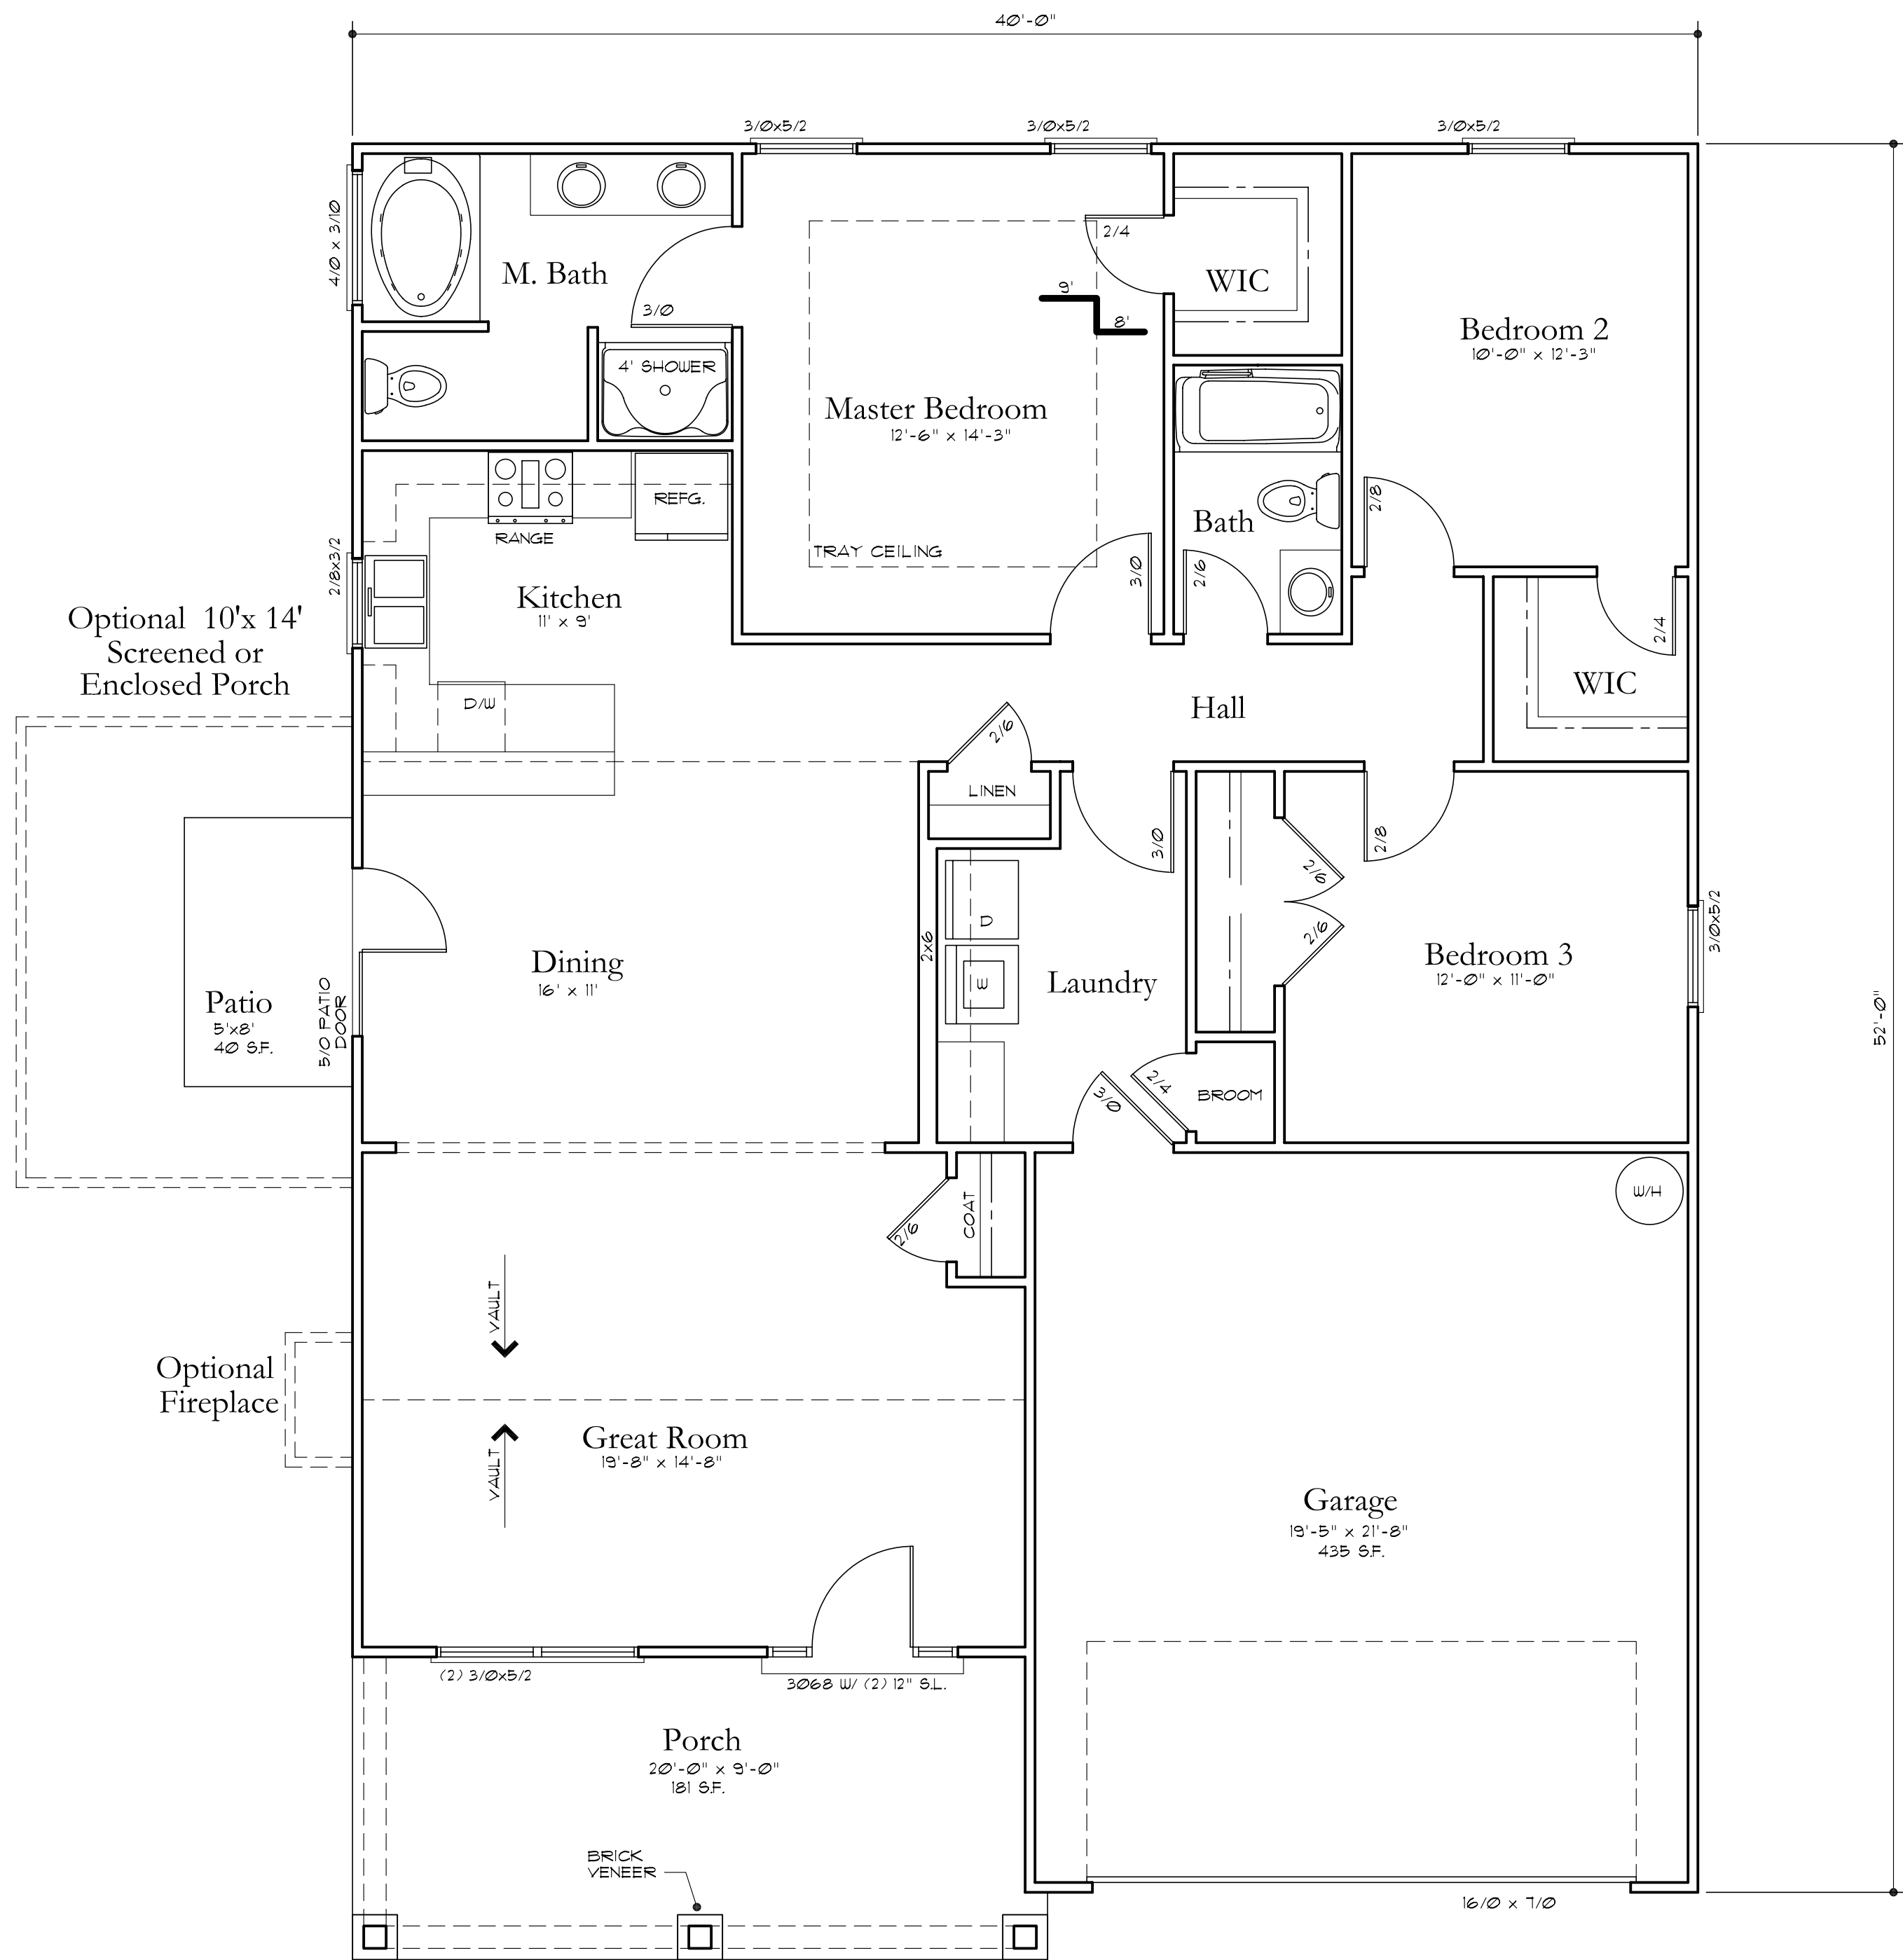 40'-0"
3/0x5/2
3/0x5/2
3/0x5/2
4/0 x 3/10
M. Bath
3/0
4' SHOWER
2/4
WIC
9'
8'
Master Bedroom
12'-6" x 14'-3"
TRAY CEILING
3/0
Bedroom 2
10'-0" x 12'-3"
2/8
Bath
2/6
REFG.
RANGE
2/8x3/2
Kitchen
11' x 9'
D/W
Optional 10'x 14'
Screened or
Enclosed Porch
2/4
WIC
Hall
2/6
LINEN
3/0
2/8
2/6
2/6
3/0x5/2
2x6
D
W
Laundry
Bedroom 3
12'-0" x 11'-0"
Dining
16' x 11'
Patio
5'x8'
40 S.F.
5/0 PATIO
DOOR
52'-0"
3/0
2/4
BROOM
W/H
2/6
COAT
VAULT
Optional
Fireplace
VAULT
Great Room
19'-8" x 14'-8"
Garage
19'-5" x 21'-8"
435 S.F.
(2) 3/0x5/2
3068 W/ (2) 12" S.L.
Porch
20'-0" x 9'-0"
181 S.F.
BRICK
VENEER
16/0 x 7/0